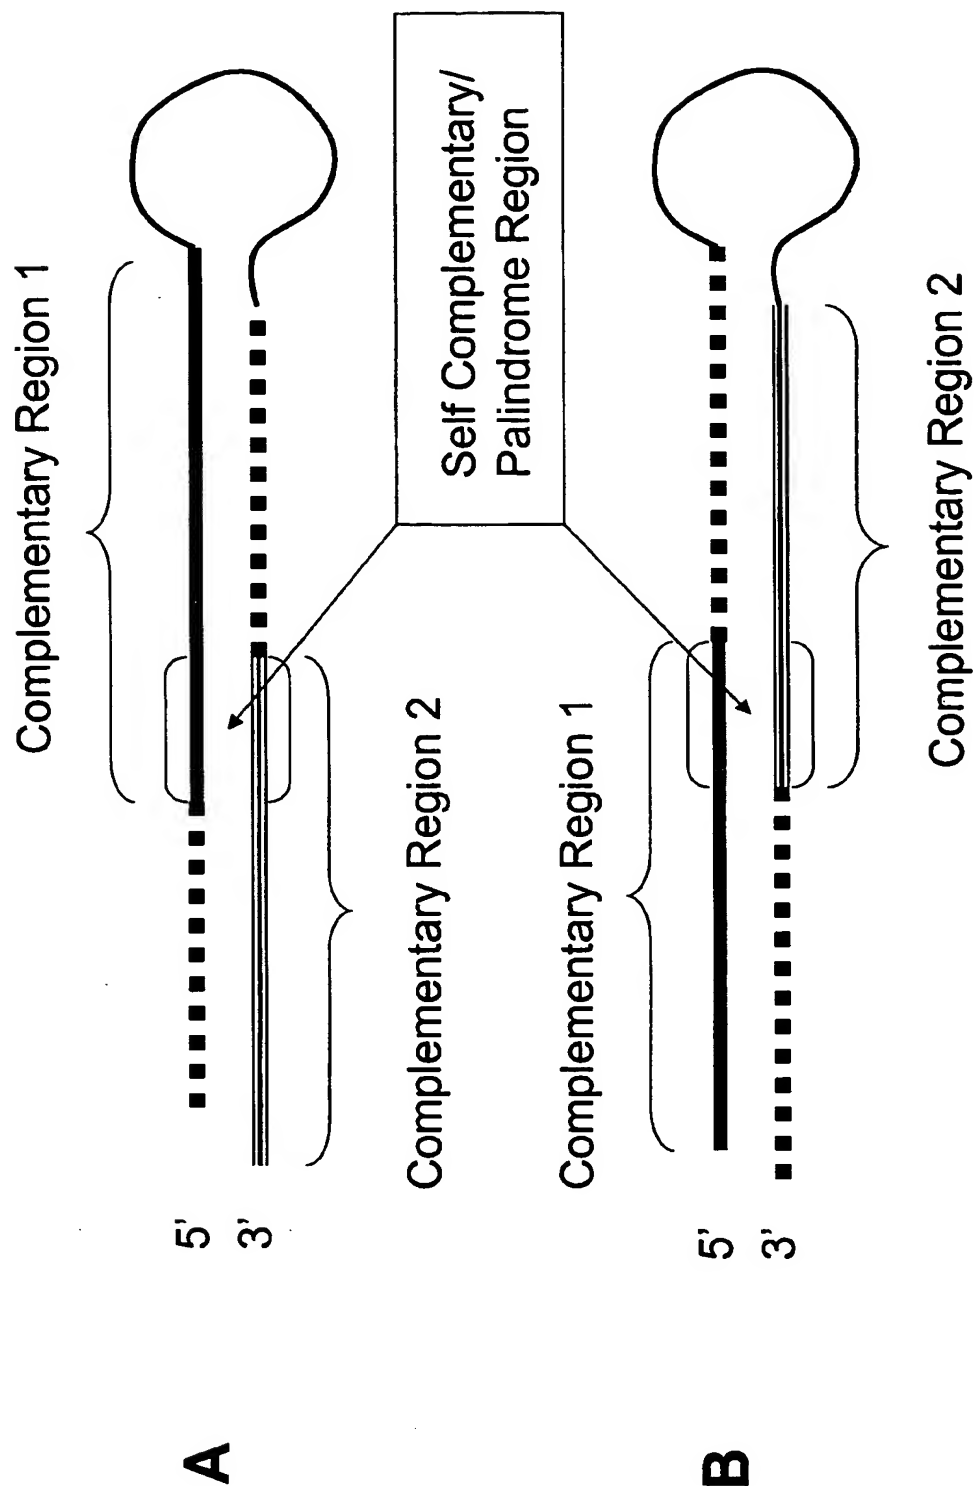 A
5'
3'
Complementary Region 1
Complementary Region 2
Self Complementary/
Palindrome Region
B
5'
3'
Complementary Region 1
Complementary Region 2